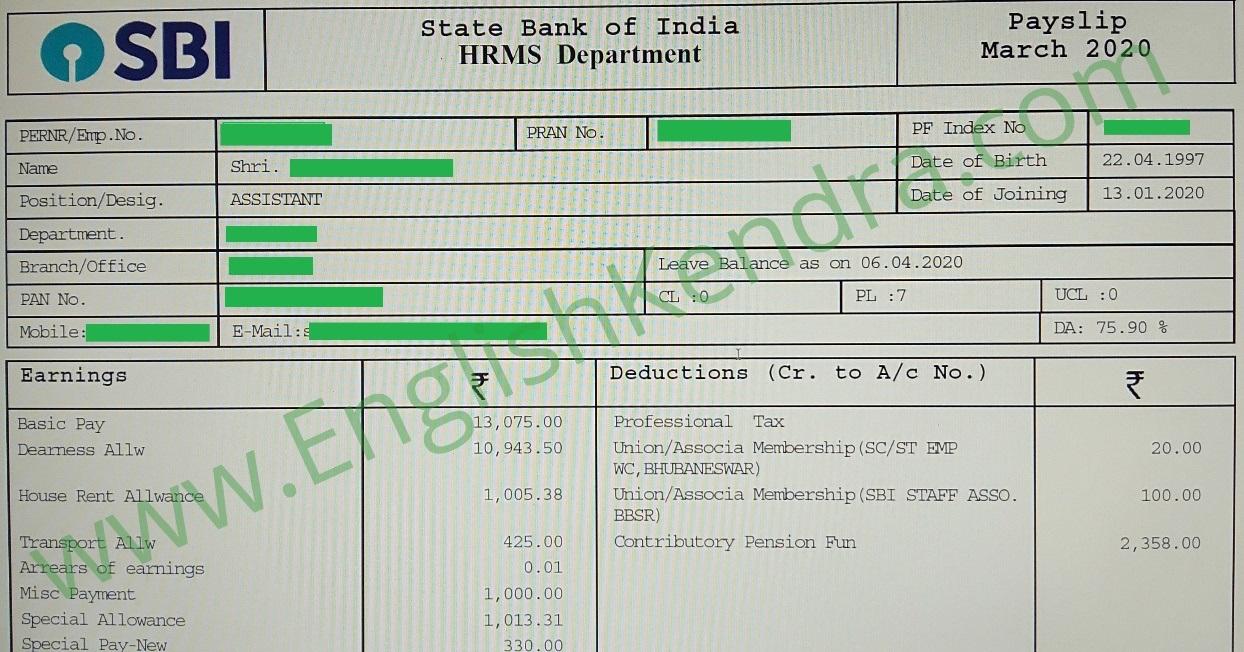 SBI
State Bank of India
HRMS Department
Payslip
March 2020
PERNR/Emp.No.
PRAN No.
PF Index No
Name
Shri.
Date of Birth
22.04.1997
Position/Desig.
ASSISTANT
Date of Joining
13.01.2020
Department.
Branch/Office
Leave Balance as on 06.04.2020
PAN No.
CL :0
PL :7
UCL :0
Mobile:
E-Mail:s
DA: 75.90 %
Earnings
₹
Deductions (Cr. to A/c No.)
₹
Basic Pay
13,075.00
Professional Tax
Dearness Allw
10,943.50
Union/Associa Membership(SC/ST EMP
WC,BHUBANESWAR)
20.00
House Rent Allwance
1,005.38
Union/Associa Membership(SBI STAFF ASSO.
BBSR)
100.00
Transport Allw
425.00
Contributory Pension Fun
2,358.00
Arrears of earnings
0.01
Misc Payment
1,000.00
Special Allowance
1,013.31
Special Pay-New
330.00
www.EnglishKendra.com